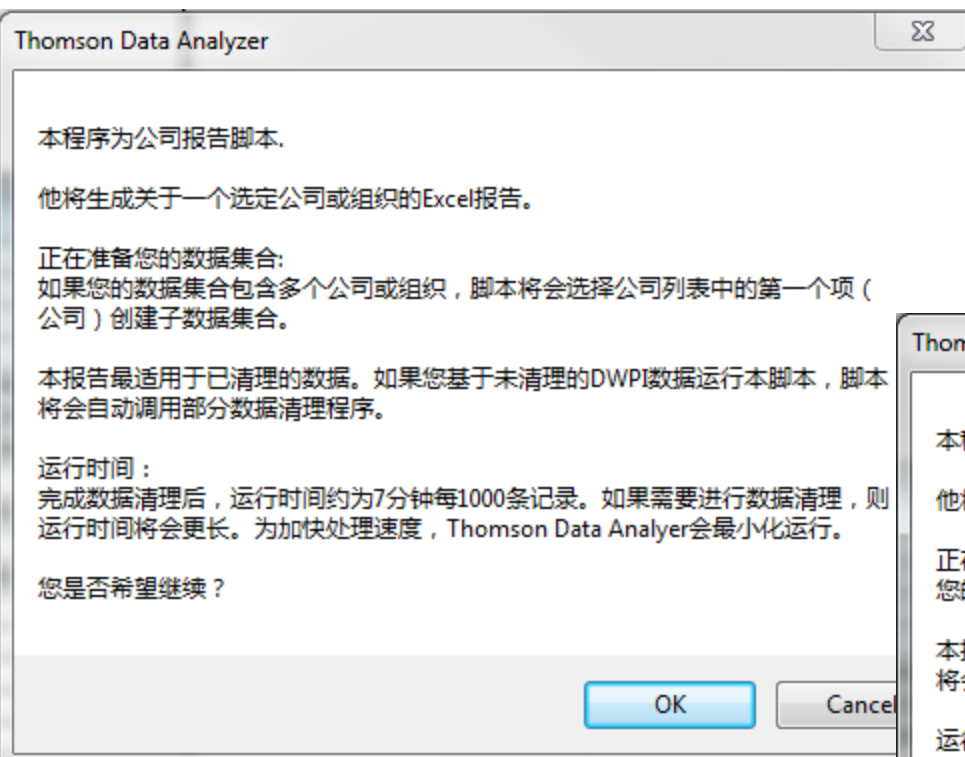 Thomson Data Analyzer
本程序为公司报告脚本.
他将生成关于一个选定公司或组织的Excel报告。
正在准备您的数据集合:
如果您的数据集合包含多个公司或组织，脚本将会选择公司列表中的第一个项（
公司）创建子数据集合。
本报告最适用于已清理的数据。如果您基于未清理的DWPI数据运行本脚本，脚本
将会自动调用部分数据清理程序。
运行时间：
完成数据清理后，运行时间约为7分钟每1000条记录。如果需要进行数据清理，则
运行时间将会更长。为加快处理速度，Thomson Data Analyer会最小化运行。
您是否希望继续？
OK
Cancel
Thom
本
他
正
您
本
将
运